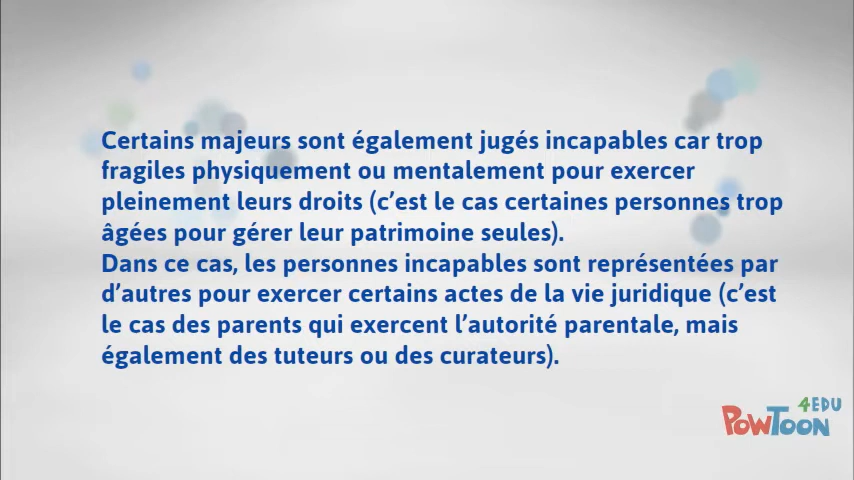 Certains majeurs sont également jugés incapables car trop
fragiles physiquement ou mentalement pour exercer
pleinement leurs droits (c’est le cas certaines personnes trop
âgées pour gérer leur patrimoine seules).
Dans ce cas, les personnes incapables sont représentées par
d’autres pour exercer certains actes de la vie juridique (c’est
le cas des parents qui exercent l’autorité parentale, mais
également des tuteurs ou des curateurs).
4EDU
POWTOON